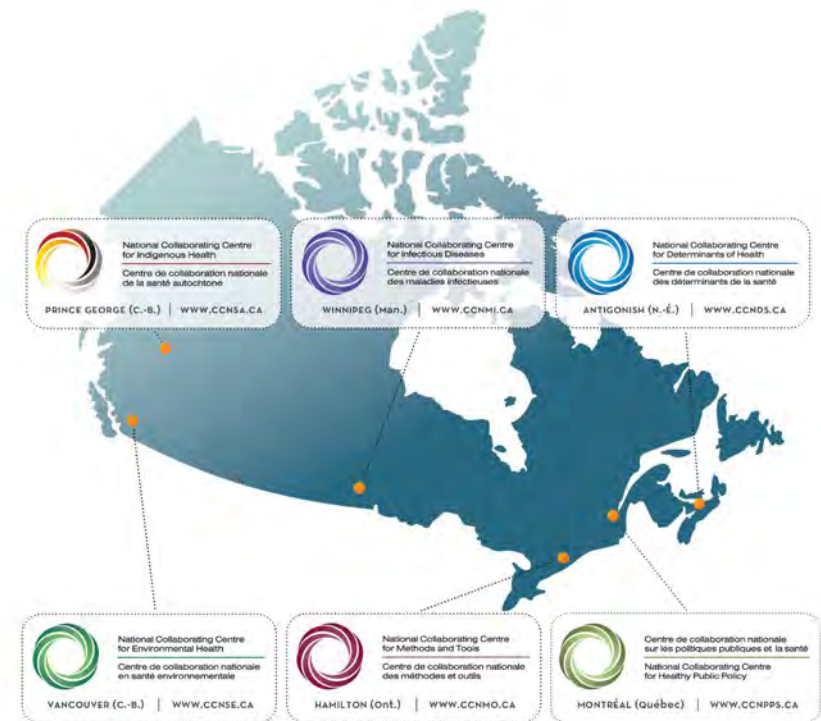 National Collaborating Centre
for Indigenous Health
Centre de collaboration nationale
de la santé autochtone
PRINCE GEORGE (C.-B.) | WWW.CCNSA.CA
National Collaborating Centre
for Infectious Diseases
Centre de collaboration nationale
des maladies infectieuses
WINNIPEG (Man.) | WWW.CCNMI.CA
National Collaborating Centre
for Determinants of Health
Centre de collaboration nationale
des déterminants de la santé
ANTIGONISH (N.-É.) | WWW.CCNDS.CA
National Collaborating Centre
for Environmental Health
Centre de collaboration nationale
en santé environnementale
VANCOUVER (C.-B.) | WWW.CCNSE.CA
National Collaborating Centre
for Methods and Tools
Centre de collaboration nationale
des méthodes et outils
HAMILTON (Ont.) | WWW.CCNMO.CA
Centre de collaboration nationale
sur les politiques publiques et la santé
National Collaborating Centre
for Healthy Public Policy
MONTRÉAL (Québec) | WWW.CCNPPS.CA